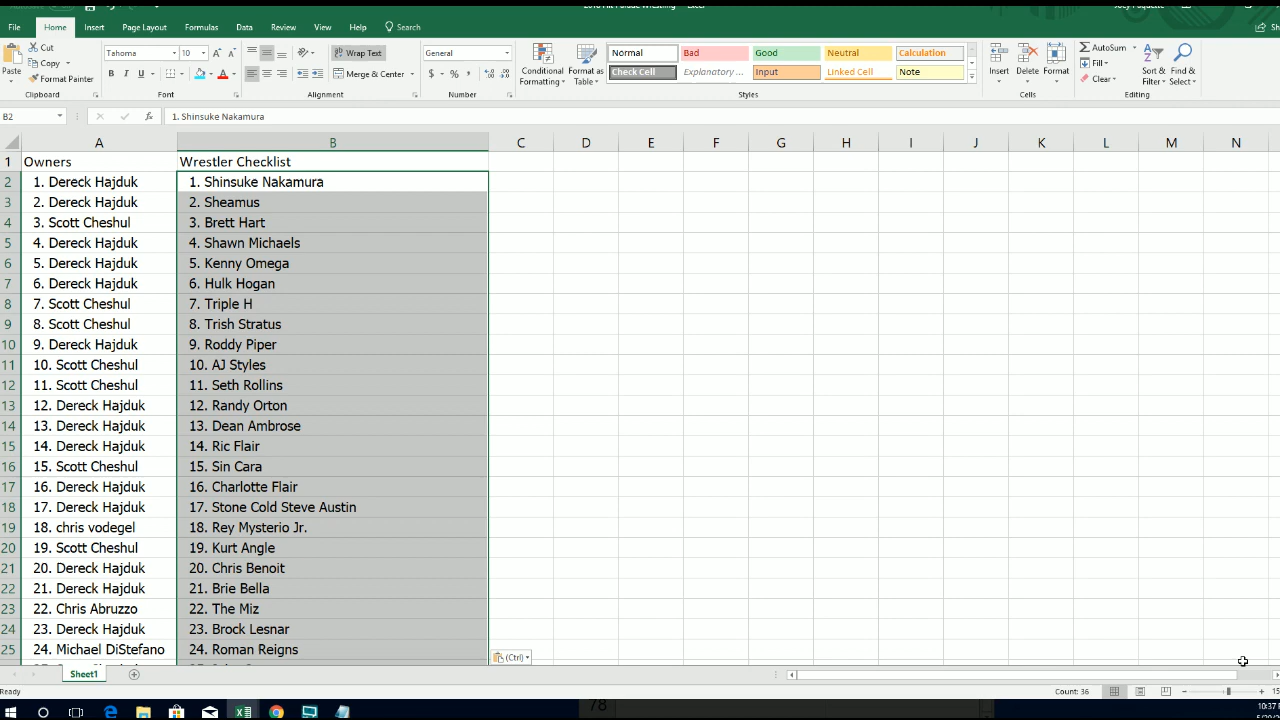 File Home Insert Page Layout Formulas Data Review View Help Search
Cut Tahoma 10 Wrap Text General Normal Bad Good Neutral Calculation AutoSum
Copy Fill
Paste Format Painter Merge & Center Conditional Formatting Format as Table Check Cell Explanatory ... Input Linked Cell Note Insert Delete Format Clear Sort & Filter Find & Select
Clipboard Font Alignment Number Styles Cells Editing
B2 1. Shinsuke Nakamura
A B C D E F G H I J K L M N
1 Owners Wrestler Checklist
2 1. Dereck Hajduk 1. Shinsuke Nakamura
3 2. Dereck Hajduk 2. Sheamus
4 3. Scott Cheshul 3. Brett Hart
5 4. Dereck Hajduk 4. Shawn Michaels
6 5. Dereck Hajduk 5. Kenny Omega
7 6. Dereck Hajduk 6. Hulk Hogan
8 7. Scott Cheshul 7. Triple H
9 8. Scott Cheshul 8. Trish Stratus
10 9. Dereck Hajduk 9. Roddy Piper
11 10. Scott Cheshul 10. AJ Styles
12 11. Scott Cheshul 11. Seth Rollins
13 12. Dereck Hajduk 12. Randy Orton
14 13. Dereck Hajduk 13. Dean Ambrose
15 14. Dereck Hajduk 14. Ric Flair
16 15. Scott Cheshul 15. Sin Cara
17 16. Dereck Hajduk 16. Charlotte Flair
18 17. Dereck Hajduk 17. Stone Cold Steve Austin
19 18. chris vodegel 18. Rey Mysterio Jr.
20 19. Scott Cheshul 19. Kurt Angle
21 20. Dereck Hajduk 20. Chris Benoit
22 21. Dereck Hajduk 21. Brie Bella
23 22. Chris Abruzzo 22. The Miz
24 23. Dereck Hajduk 23. Brock Lesnar
25 24. Michael DiStefano 24. Roman Reigns
(Ctrl)
Sheet1
Count: 36
78
10:37